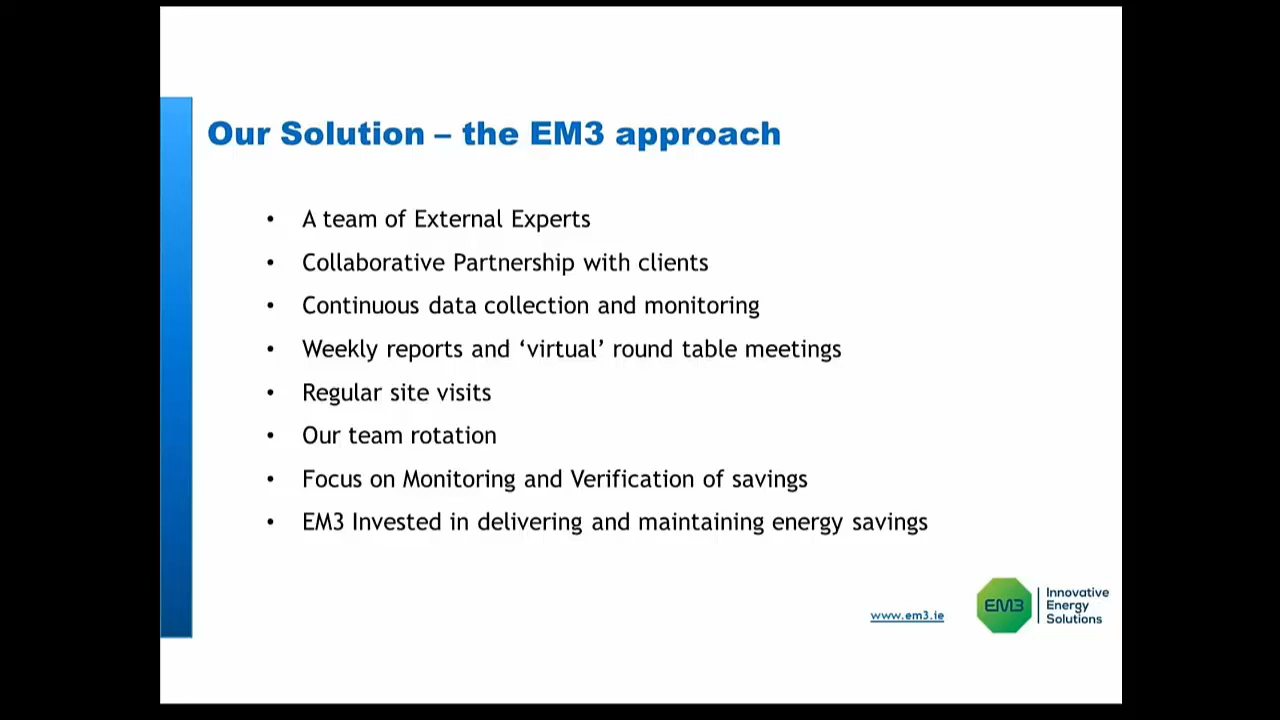 Our Solution – the EM3 approach
• A team of External Experts
• Collaborative Partnership with clients
• Continuous data collection and monitoring
• Weekly reports and ‘virtual’ round table meetings
• Regular site visits
• Our team rotation
• Focus on Monitoring and Verification of savings
• EM3 Invested in delivering and maintaining energy savings
www.em3.ie
EM3
Innovative
Energy
Solutions